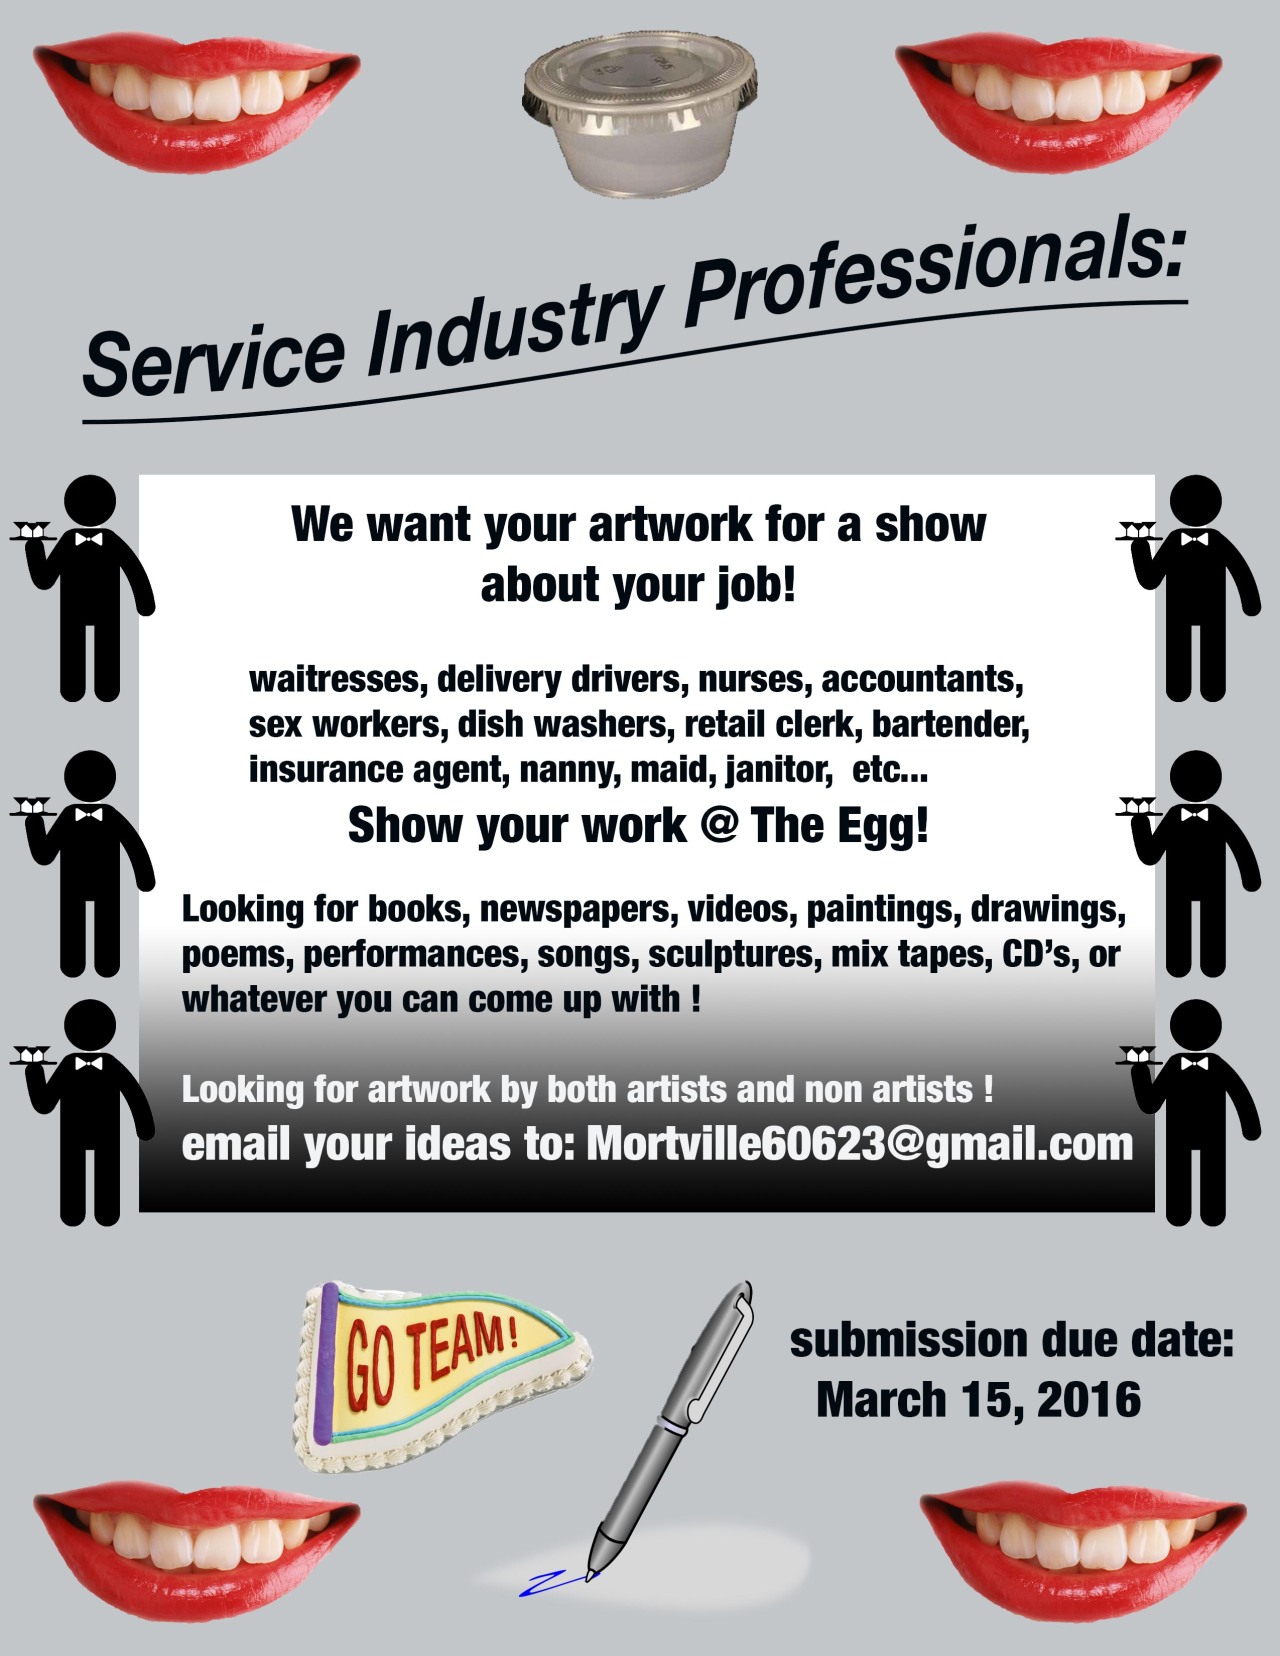 Service Industry Professionals:
We want your artwork for a show
about your job!
waitresses, delivery drivers, nurses, accountants,
sex workers, dish washers, retail clerk, bartender,
insurance agent, nanny, maid, janitor,  etc...
Show your work @ The Egg!
Looking for books, newspapers, videos, paintings, drawings,
poems, performances, songs, sculptures, mix tapes, CD’s, or
whatever you can come up with !
Looking for artwork by both artists and non artists !
email your ideas to: Mortville60623@gmail.com
GO TEAM!
submission due date:
March 15, 2016